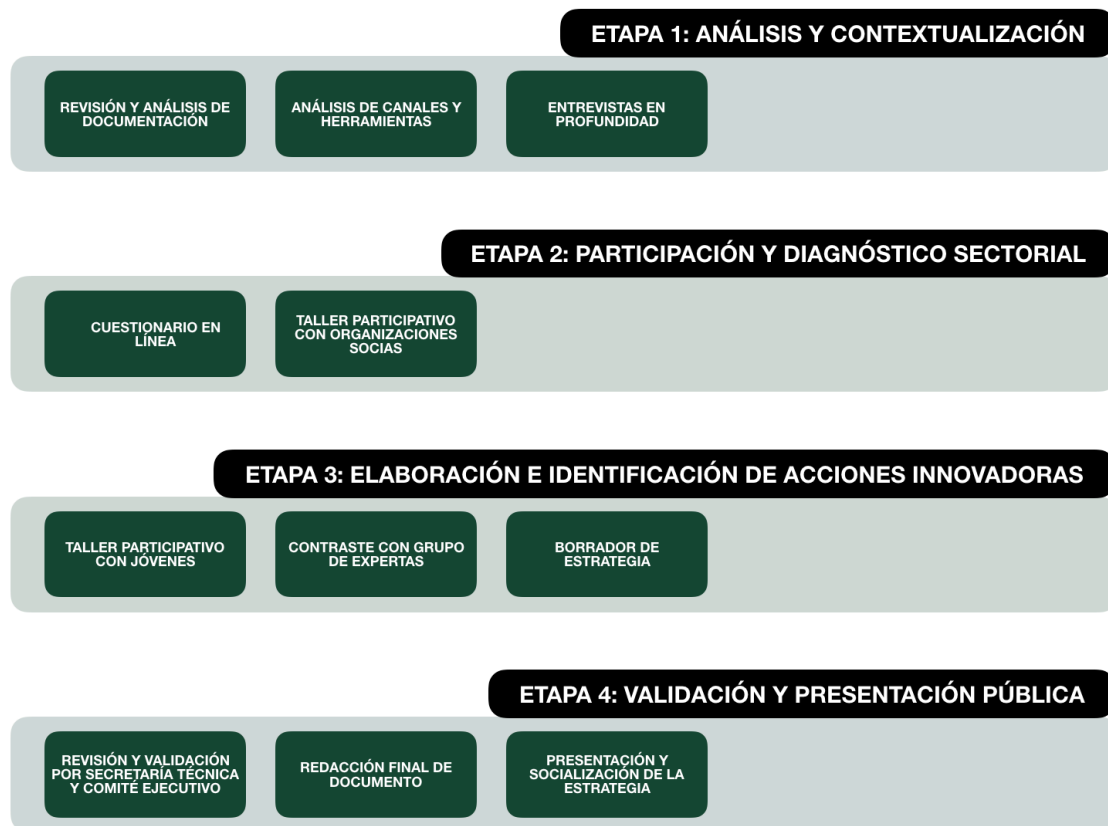 ETAPA 1: ANÁLISIS Y CONTEXTUALIZACIÓN
REVISIÓN Y ANÁLISIS DE
DOCUMENTACIÓN
ANÁLISIS DE CANALES Y
HERRAMIENTAS
ENTREVISTAS EN
PROFUNDIDAD
ETAPA 2: PARTICIPACIÓN Y DIAGNÓSTICO SECTORIAL
CUESTIONARIO EN
LÍNEA
TALLER PARTICIPATIVO
CON ORGANIZACIONES
SOCIAS
ETAPA 3: ELABORACIÓN E IDENTIFICACIÓN DE ACCIONES INNOVADORAS
TALLER PARTICIPATIVO
CON JÓVENES
CONTRASTE CON GRUPO
DE EXPERTAS
BORRADOR DE
ESTRATEGIA
ETAPA 4: VALIDACIÓN Y PRESENTACIÓN PÚBLICA
REVISIÓN Y VALIDACIÓN
POR SECRETARÍA TÉCNICA
Y COMITÉ EJECUTIVO
REDACCIÓN FINAL DE
DOCUMENTO
PRESENTACIÓN Y
SOCIALIZACIÓN DE LA
ESTRATEGIA